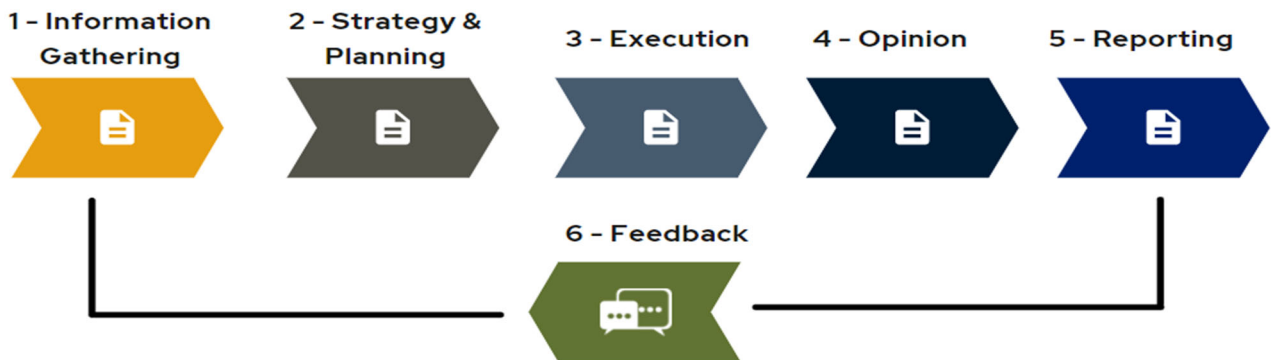 1 – Information
Gathering
2 – Strategy &
Planning
3 – Execution
4 – Opinion
5 – Reporting
6 – Feedback